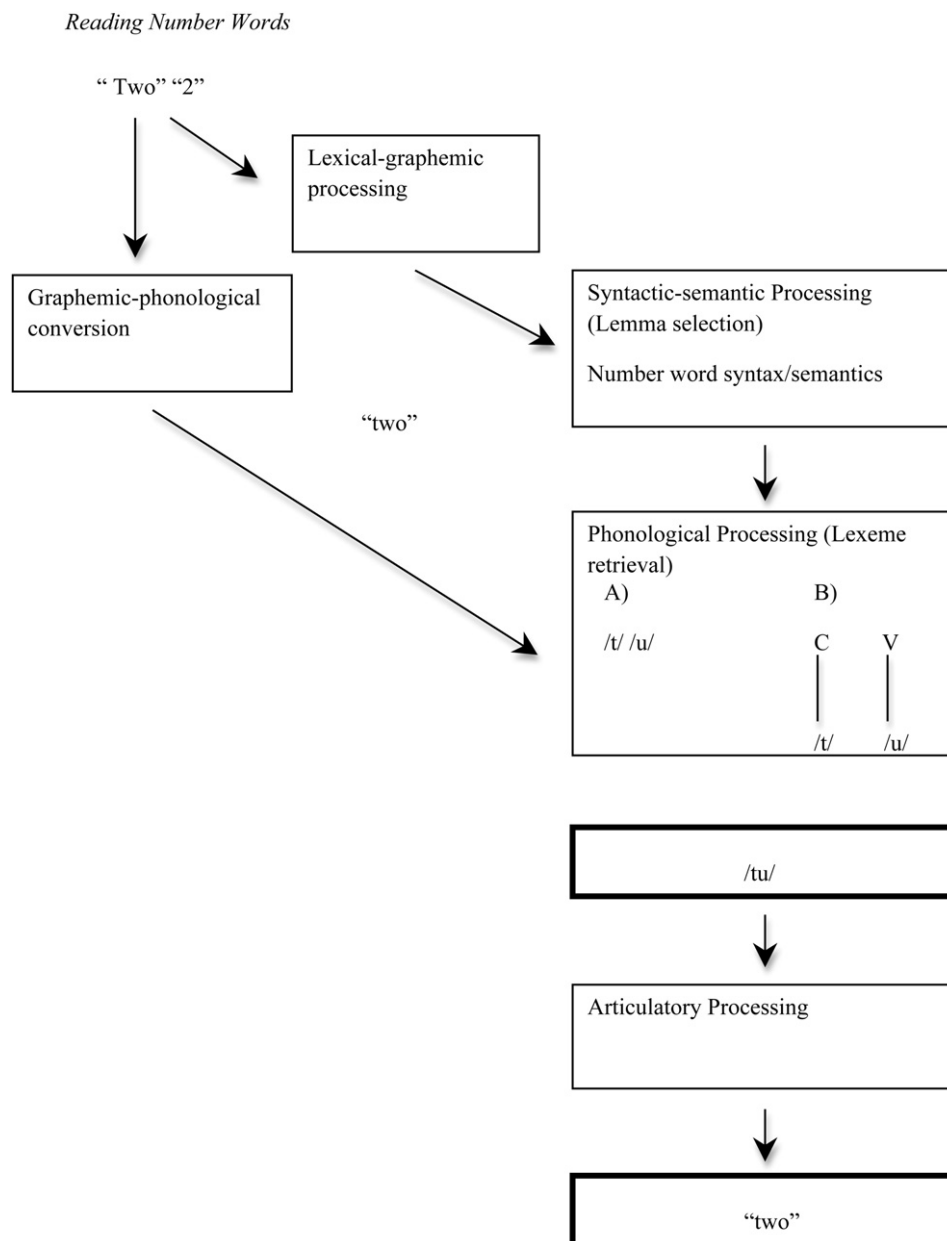 Reading Number Words
“ Two” “2”
Lexical-graphemic
processing
Graphemic-phonological
conversion
Syntactic-semantic Processing
(Lemma selection)
Number word syntax/semantics
“two”
Phonological Processing (Lexeme
retrieval)
A) B)
/t/ /u/ C V
/t/ /u/
/tu/
Articulatory Processing
“two”